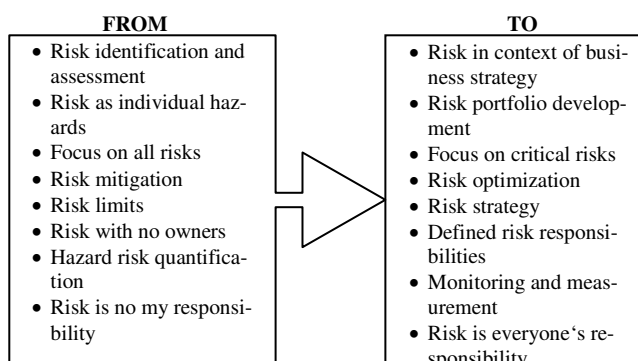 FROM
• Risk identification and
assessment
• Risk as individual haz-
ards
• Focus on all risks
• Risk mitigation
• Risk limits
• Risk with no owners
• Hazard risk quantifica-
tion
• Risk is no my responsi-
bility
TO
• Risk in context of busi-
ness strategy
• Risk portfolio develop-
ment
• Focus on critical risks
• Risk optimization
• Risk strategy
• Defined risk responsi-
bilities
• Monitoring and meas-
urement
• Risk is everyone‘s re-
sponsibility